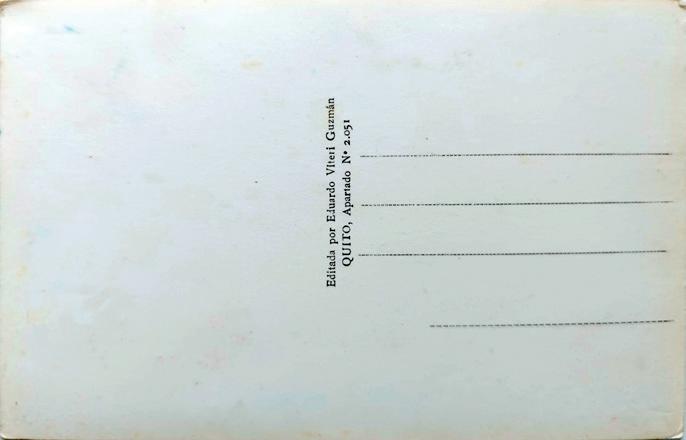 Editada por Eduardo Viteri Guzmán
QUITO, Apartado Nº 2.051